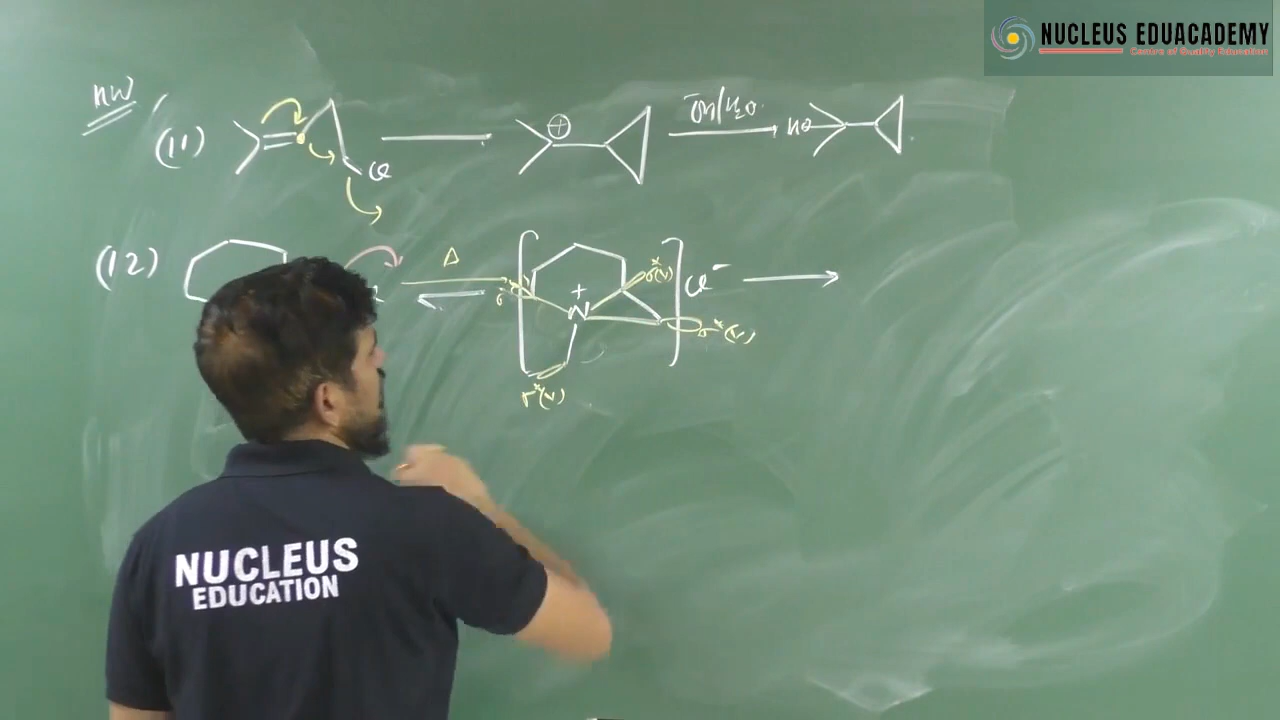 NUCLEUS EDUACADEMY
Centre of Quality Education
HW
(11) Cl ⊕ OH⁻/H₂O HO
(12) Δ N⁺ σ*(v) Cl⁻
σ*(v)
σ*(v)
NUCLEUS
EDUCATION